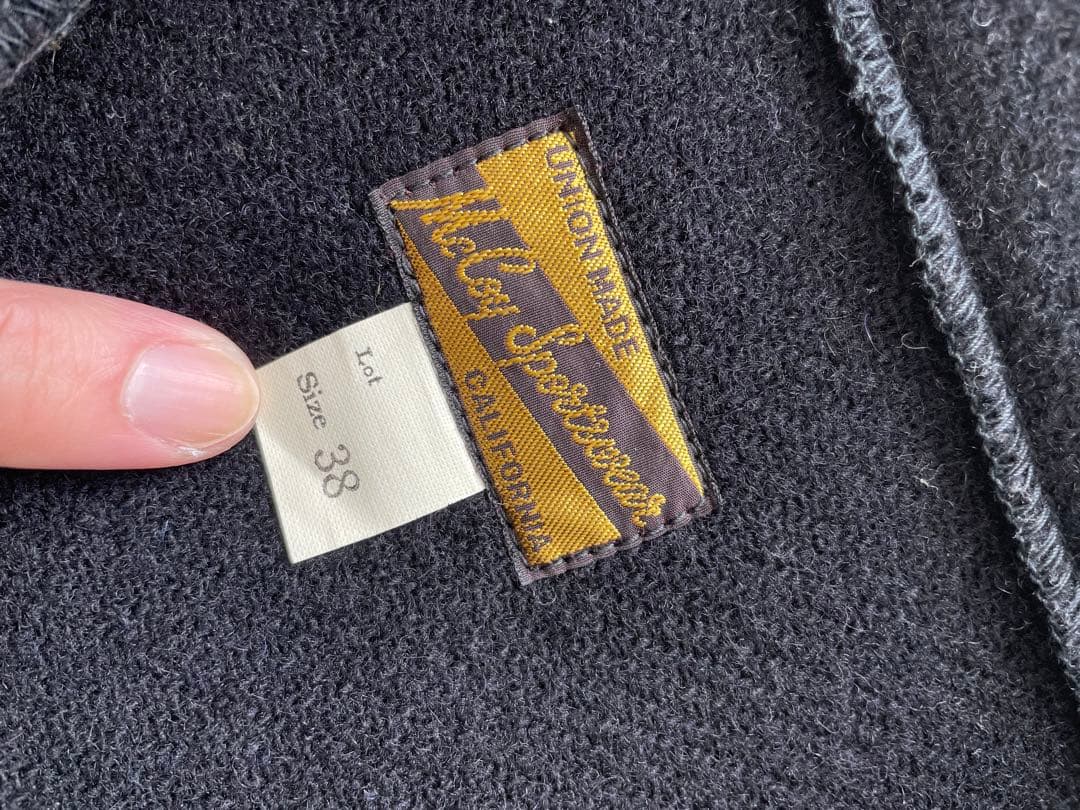 UNION MADE
McCoy Sportswear
CALIFORNIA
Lot
Size 38